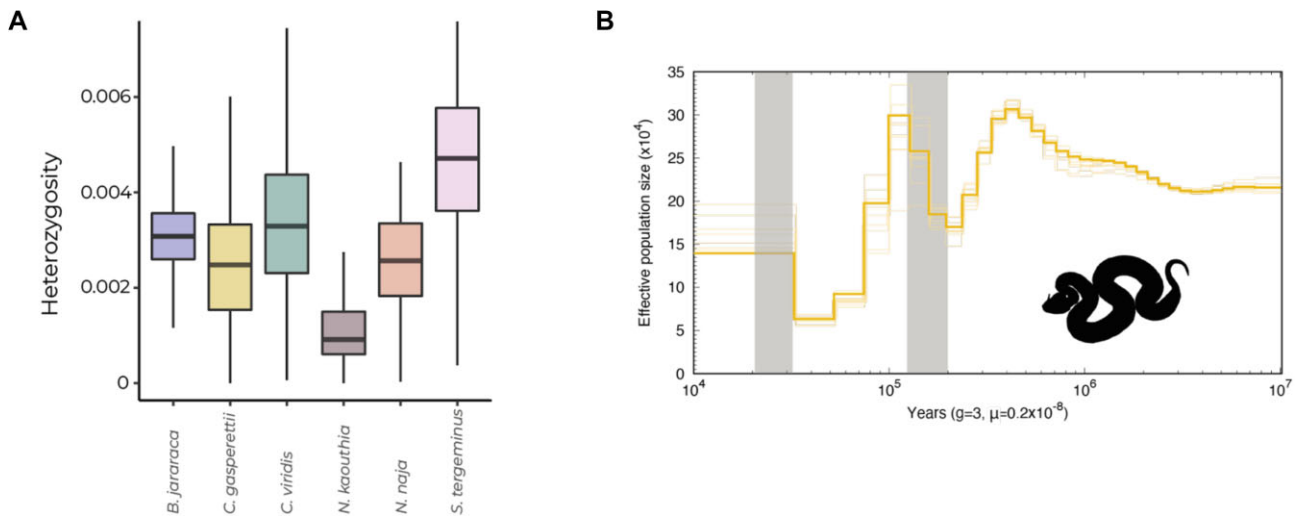 A
Heterozygosity
0.006
0.004
0.002
0
B. jararaca
C. gasperettii
C. viridis
N. kaouthia
N. naja
S. tergeminus
B
Effective population size (x10⁴)
35
30
25
20
15
10
5
0
10⁴ 10⁵ 10⁶ 10⁷
Years (g=3, μ=0.2x10⁻⁸)